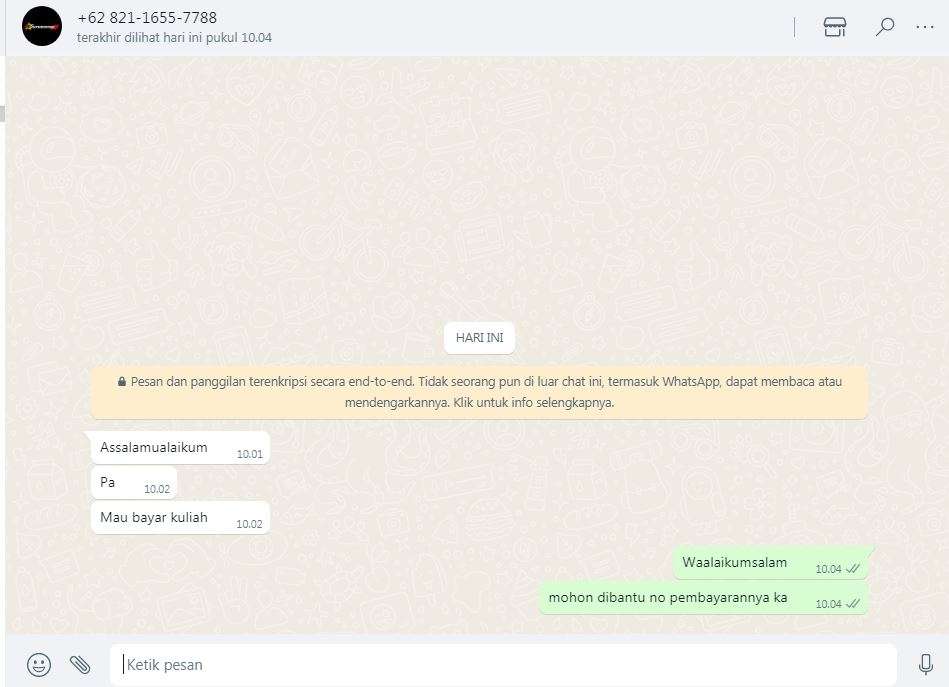 +62 821-1655-7788
terakhir dilihat hari ini pukul 10.04
HARI INI
Pesan dan panggilan terenkripsi secara end-to-end. Tidak seorang pun di luar chat ini, termasuk WhatsApp, dapat membaca atau
mendengarkannya. Klik untuk info selengkapnya.
Assalamualaikum 10.01
Pa 10.02
Mau bayar kuliah 10.02
Waalaikumsalam 10.04
mohon dibantu no pembayarannya ka 10.04
Ketik pesan